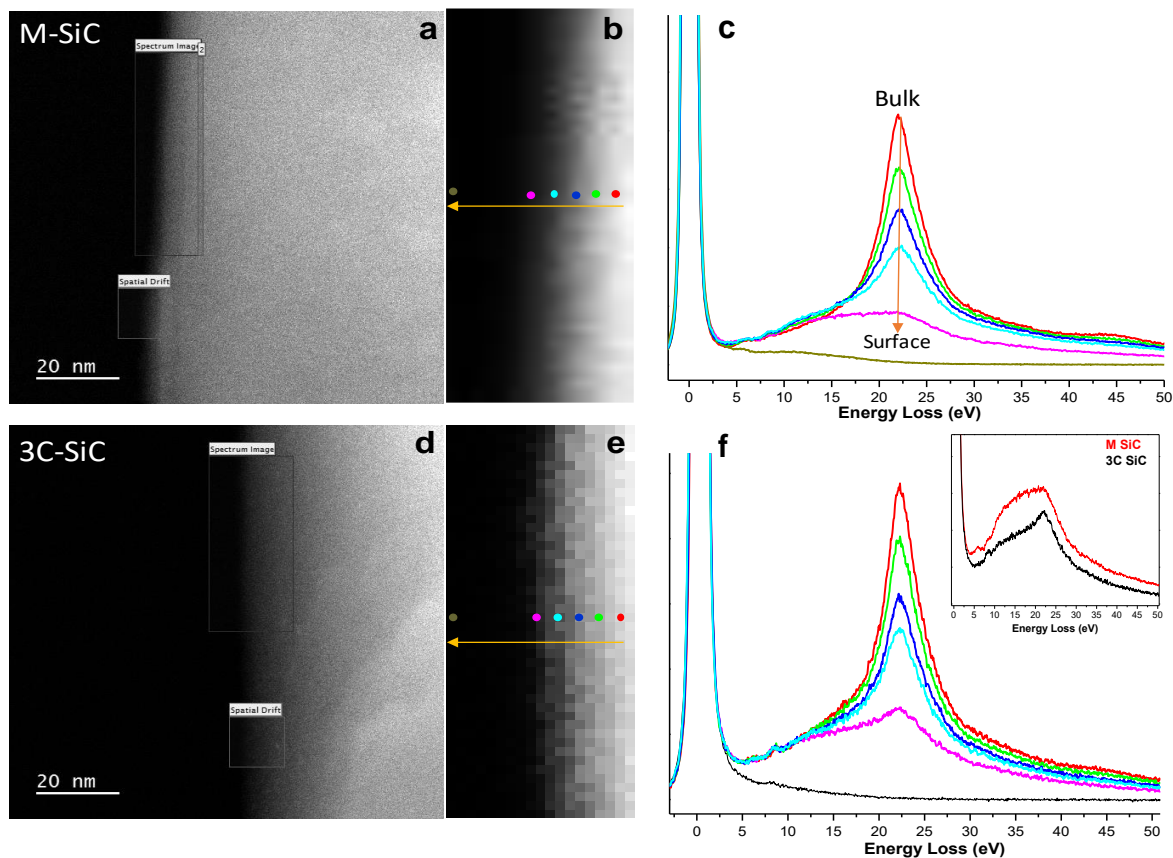 M-SiC
a
Spectrum Image
2
Spatial Drift
20 nm
b
c
Bulk
Surface
0 5 10 15 20 25 30 35 40 45 50
Energy Loss (eV)
3C-SiC
d
Spectrum Image
Spatial Drift
20 nm
e
f
M SiC
3C SiC
0 5 10 15 20 25 30 35 40 45 50
Energy Loss (eV)
0 5 10 15 20 25 30 35 40 45 50
Energy Loss (eV)